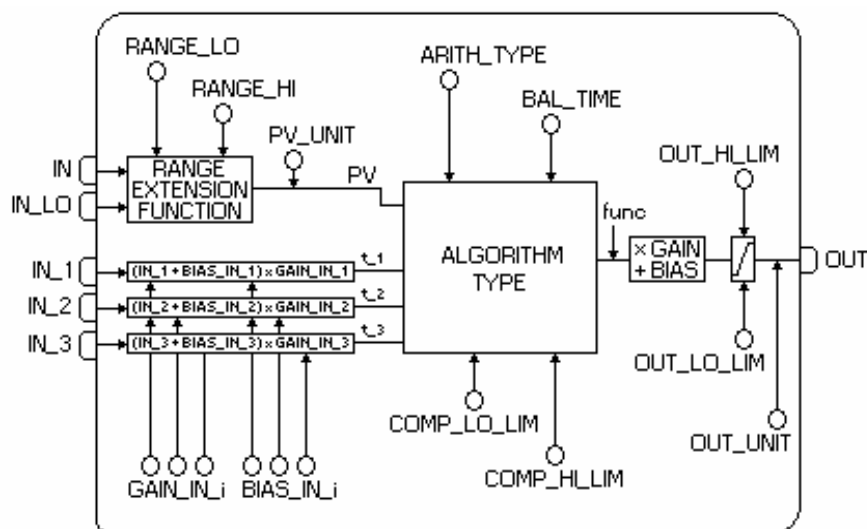 RANGE_LO
RANGE_HI
ARITH_TYPE
BAL_TIME
PV_UNIT
OUT_HI_LIM
IN
IN_LO
RANGE
EXTENSION
FUNCTION
PV
func
ALGORITHM
TYPE
× GAIN
+ BIAS
OUT
IN_1
(IN_1 + BIAS_IN_1) × GAIN_IN_1
t_1
IN_2
(IN_2 + BIAS_IN_2) × GAIN_IN_2
t_2
IN_3
(IN_3 + BIAS_IN_3) × GAIN_IN_3
t_3
OUT_LO_LIM
COMP_LO_LIM
OUT_UNIT
GAIN_IN_i
BIAS_IN_i
COMP_HI_LIM